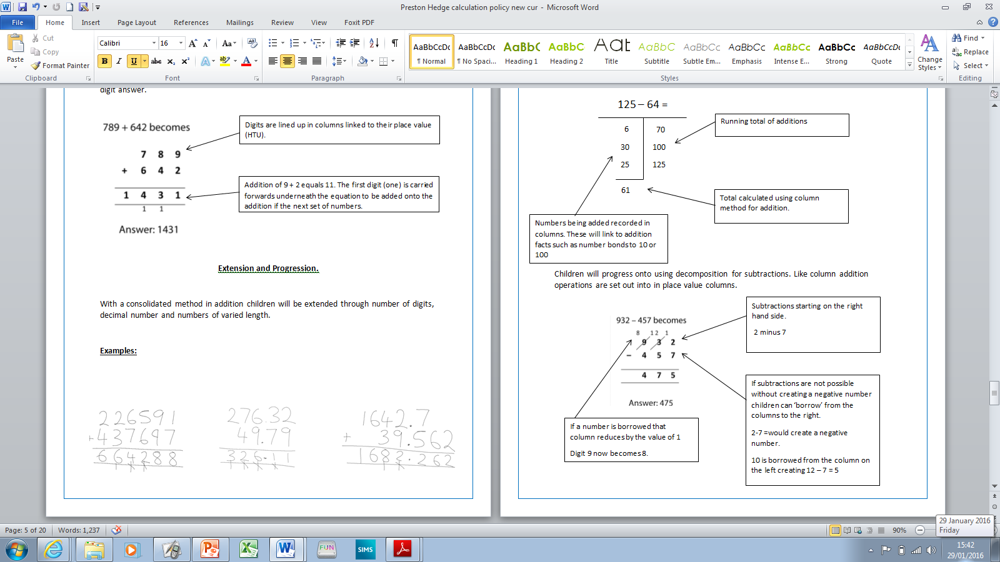 Preston Hedge calculation policy new cur - Microsoft Word
File Home Insert Page Layout References Mailings Review View Foxit PDF
Paste
Cut
Copy
Format Painter
Clipboard
Calibri 16
Font
Paragraph
AaBbCcDc AaBbCcDc AaBbC AaBbCc Aat AaBbC AaBbCc AaBbCc AaBbCc AaBbCc AaBbCcDc
¶ Normal ¶ No Spaci... Heading 1 Heading 2 Title Subtitle Subtle Em... Emphasis Intense E... Strong Quote
Change Styles
Styles
Find
Replace
Select
Editing
digit answer.
789 + 642 becomes
7 8 9
+ 6 4 2
1 4 3 1
1 1
Answer: 1431
Digits are lined up in columns linked to their place value
(HTU).
Addition of 9 + 2 equals 11. The first digit (one) is carried
forwards underneath the equation to be added onto the
addition if the next set of numbers.
Extension and Progression.
With a consolidated method in addition children will be extended through number of digits,
decimal number and numbers of varied length.
Examples:
226591
+437697
664288
1 1 1
276.32
49.79
326.11
1 1 1 1
1642.7
+ 39.562
1682.262
1 1
125 – 64 =
6 70
30 100
25 125
61
Running total of additions
Total calculated using column
method for addition.
Numbers being added recorded in
columns. These will link to addition
facts such as number bonds to 10 or
100
Children will progress onto using decomposition for subtractions. Like column addition
operations are set out into in place value columns.
932 – 457 becomes
8 12 1
9 3 2
– 4 5 7
4 7 5
Answer: 475
Subtractions starting on the right
hand side.
2 minus 7
If subtractions are not possible
without creating a negative number
children can ‘borrow’ from the
columns to the right.
2-7 =would create a negative
number.
10 is borrowed from the column on
the left creating 12 – 7 = 5
If a number is borrowed that
column reduces by the value of 1
Digit 9 now becomes 8.
Page: 5 of 20 Words: 1,237
90%
29 January 2016
Friday
FUN
SIMS
15:42
29/01/2016